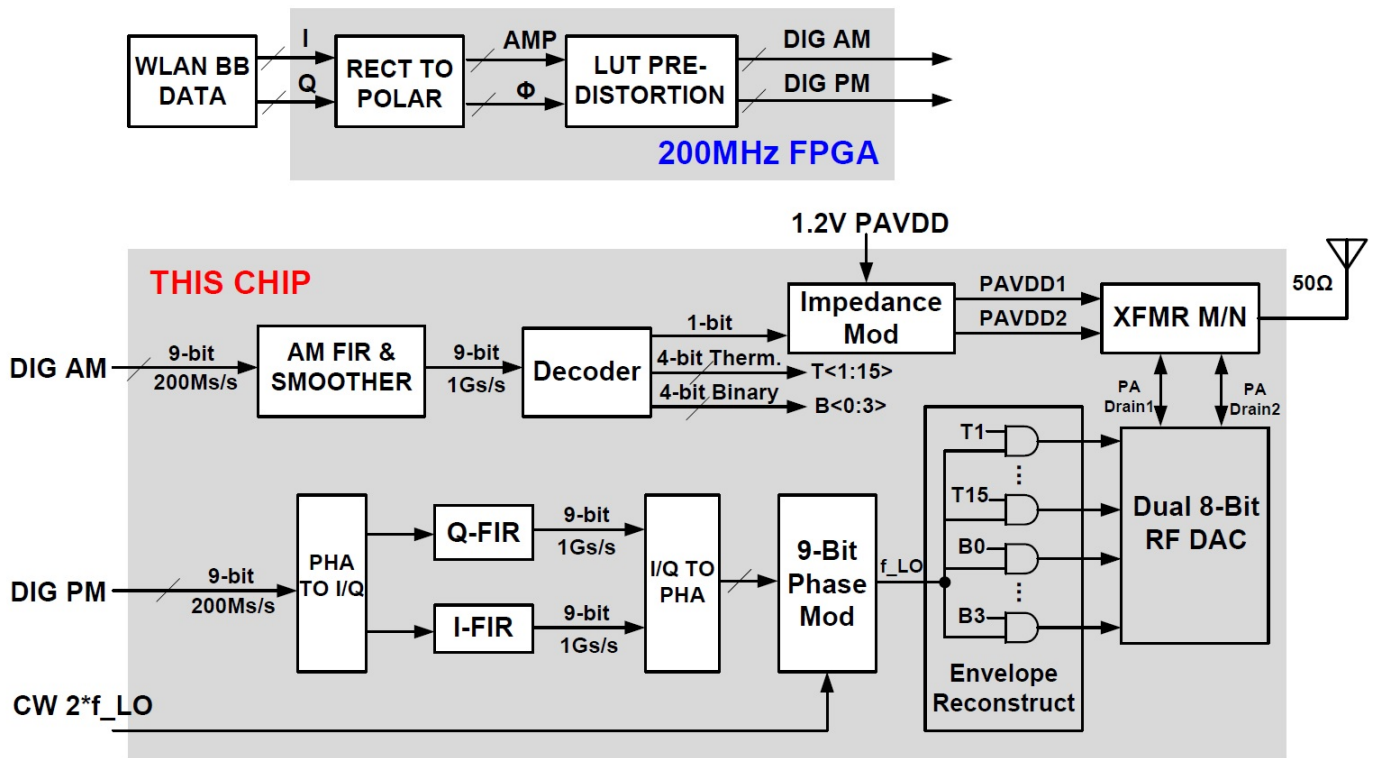 WLAN BB
DATA
I
Q
RECT TO
POLAR
AMP
Φ
LUT PRE-
DISTORTION
DIG AM
DIG PM
200MHz FPGA
1.2V PAVDD
THIS CHIP
50Ω
DIG AM
9-bit
200Ms/s
AM FIR &
SMOOTHER
9-bit
1Gs/s
Decoder
1-bit
4-bit Therm.
T<1:15>
4-bit Binary
B<0:3>
Impedance
Mod
PAVDD1
PAVDD2
XFMR M/N
PA
Drain1
PA
Drain2
DIG PM
9-bit
200Ms/s
PHA
TO I/Q
Q-FIR
9-bit
1Gs/s
I-FIR
9-bit
1Gs/s
I/Q TO
PHA
9-Bit
Phase
Mod
f_LO
T1
...
T15
B0
...
B3
Envelope
Reconstruct
Dual 8-Bit
RF DAC
CW 2*f_LO